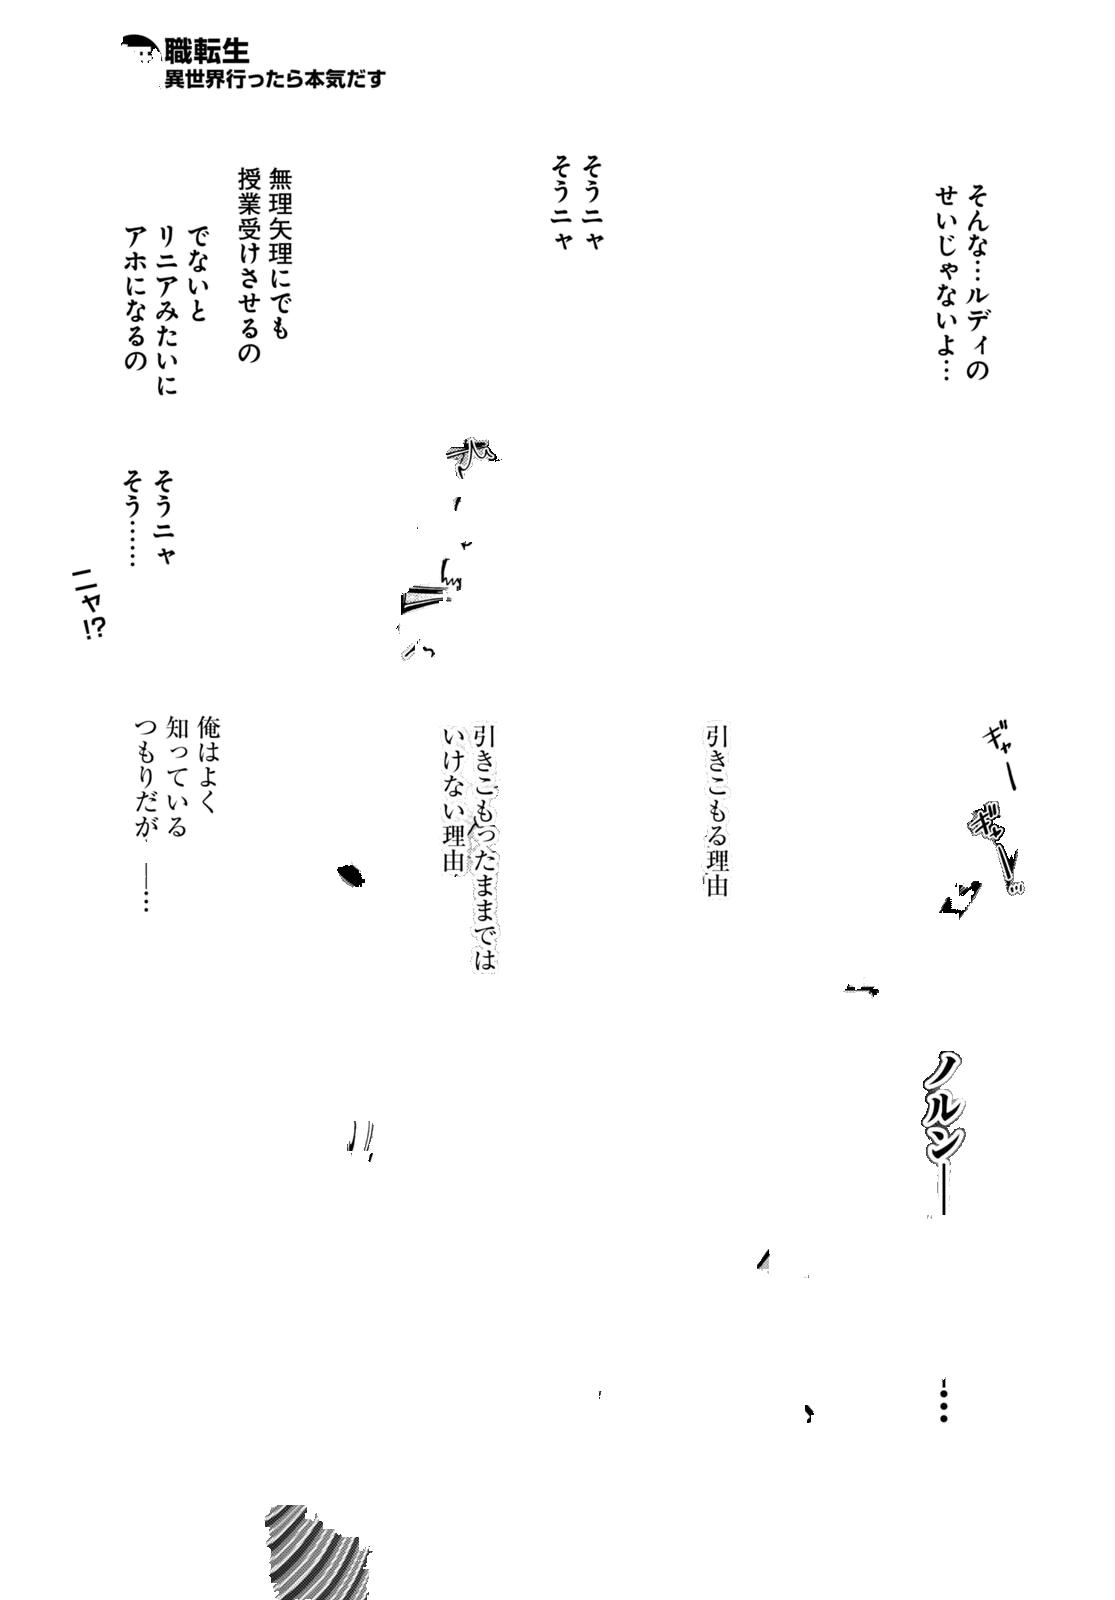 職転生
異世界行ったら本気だす
そんな…ルディの
せいじゃないよ…
そうニャ
そうニャ
無理矢理にでも
授業受けさせるの
でないと
リニアみたいに
アホになるの
そうニャ
そう……
ニャ!?
ギャー
ギャー
引きこもる理由
引きこもったままでは
いけない理由
俺はよく
知っている
つもりだが―…
ノルン―
…